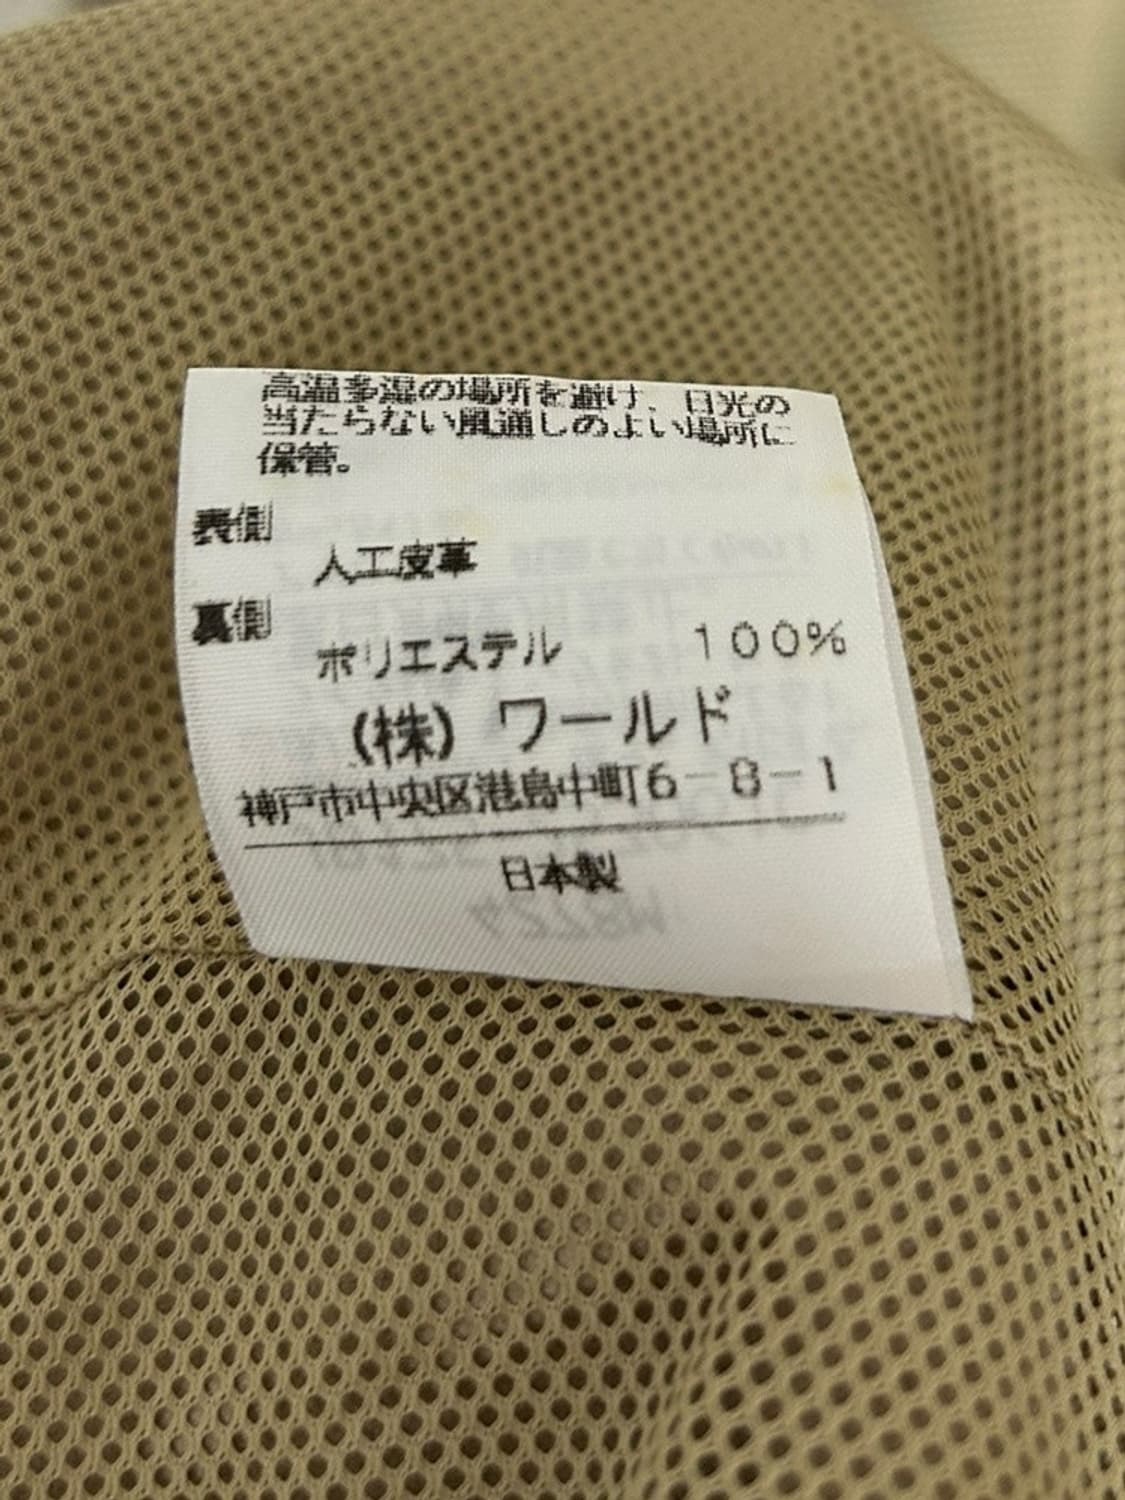 高温多湿の場所を避け、日光の
当たらない風通しのよい場所に
保管。
表側
人工皮革
裏側
ポリエステル 100%
(株) ワールド
神戸市中央区港島中町6-8-1
日本製